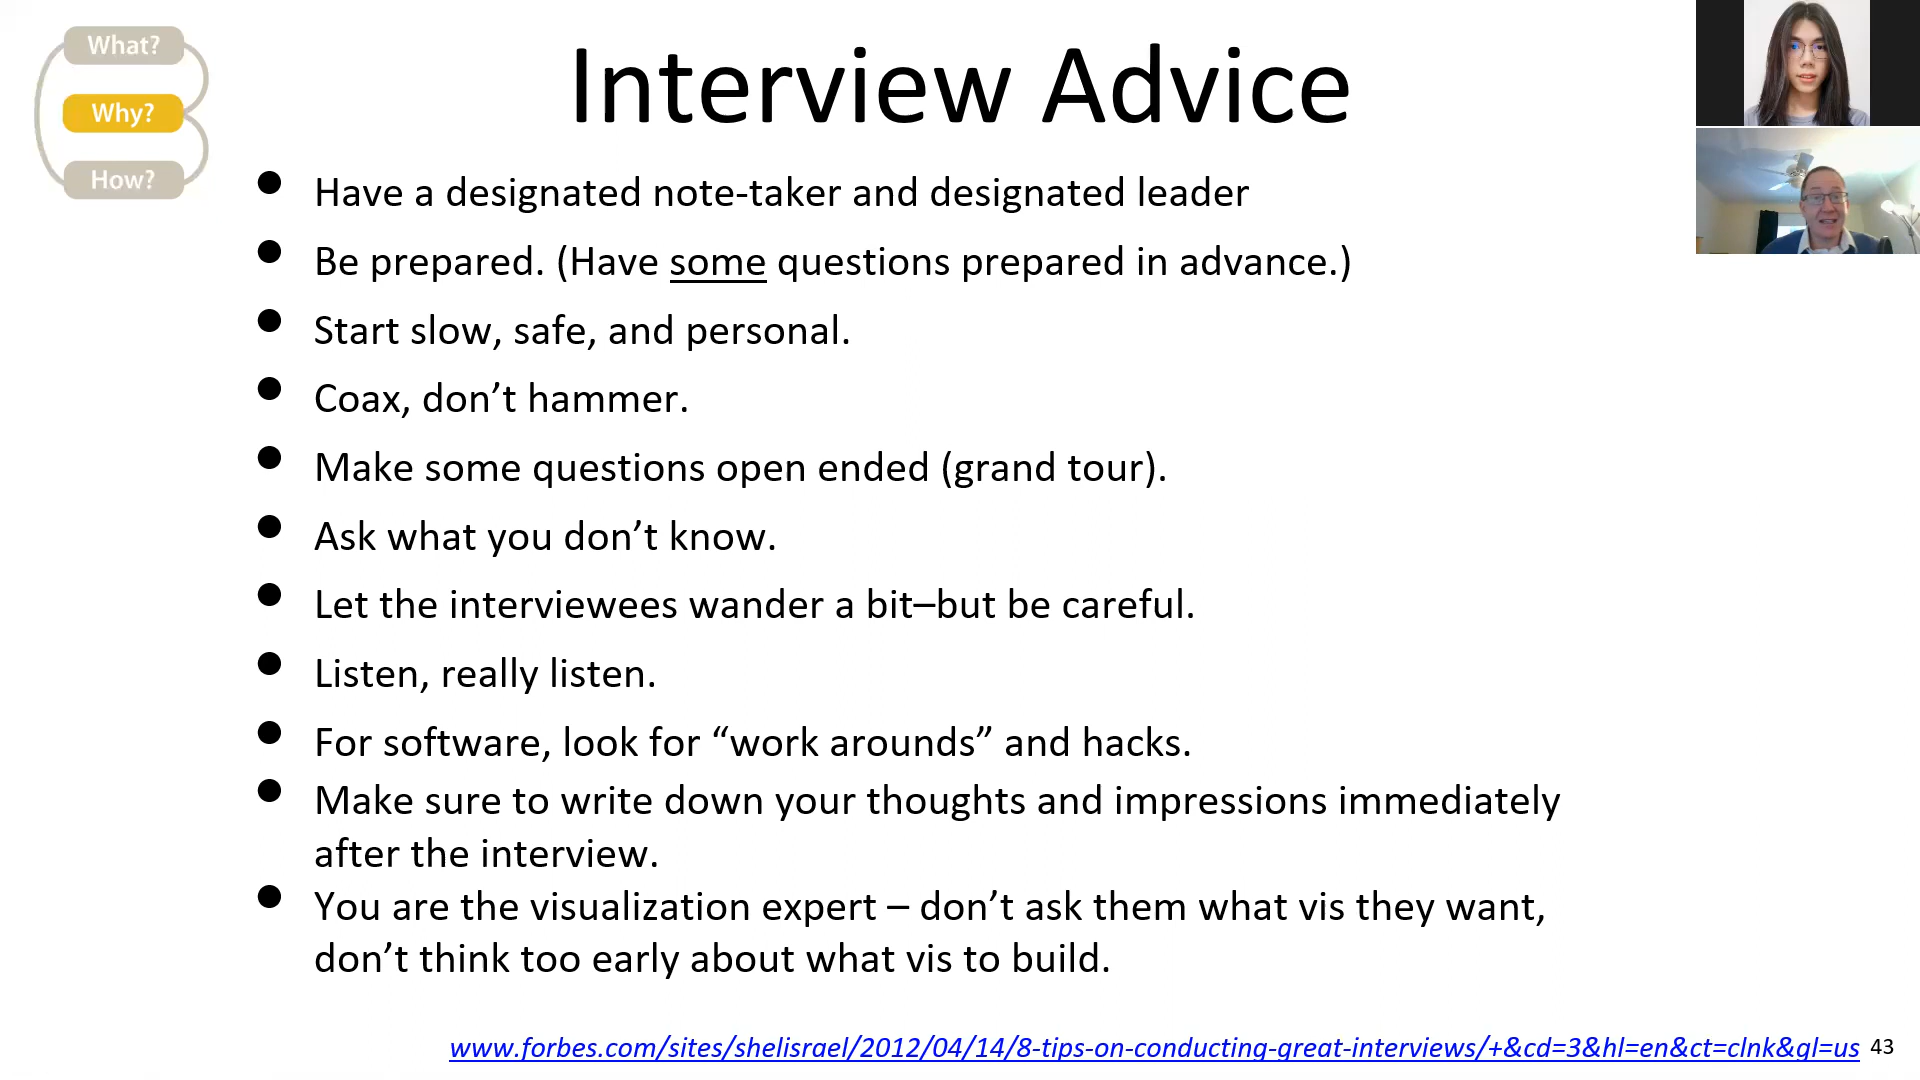 What?
Why?
How?
Interview Advice
Have a designated note-taker and designated leader
Be prepared. (Have some questions prepared in advance.)
Start slow, safe, and personal.
Coax, don’t hammer.
Make some questions open ended (grand tour).
Ask what you don’t know.
Let the interviewees wander a bit–but be careful.
Listen, really listen.
For software, look for “work arounds” and hacks.
Make sure to write down your thoughts and impressions immediately
after the interview.
You are the visualization expert – don’t ask them what vis they want,
don’t think too early about what vis to build.
www.forbes.com/sites/shelisrael/2012/04/14/8-tips-on-conducting-great-interviews/+&cd=3&hl=en&ct=clnk&gl=us
43